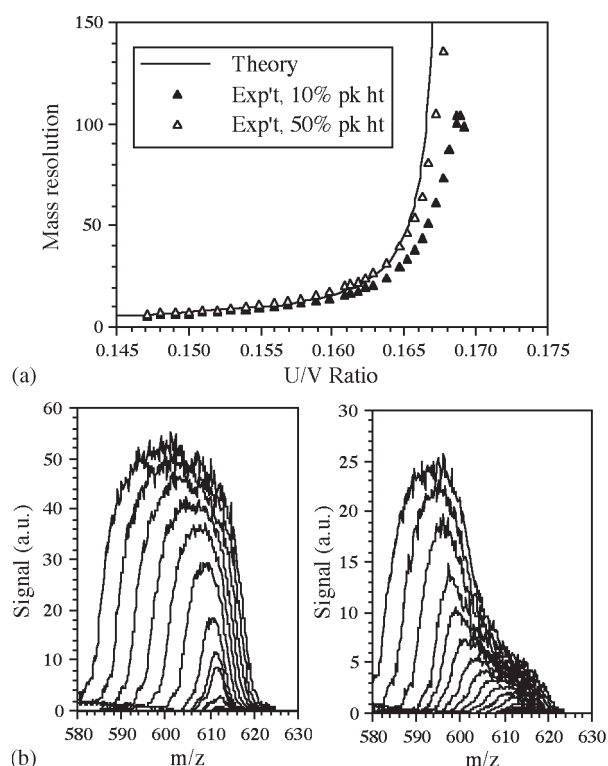 150
Theory
Exp't, 10% pk ht
Exp't, 50% pk ht
100
50
0
Mass resolution
0.145 0.150 0.155 0.160 0.165 0.170 0.175
(a) U/V Ratio
60
50
40
30
20
10
0
Signal (a.u.)
580 590 600 610 620 630
m/z
30
25
20
15
10
5
0
Signal (a.u.)
580 590 600 610 620 630
m/z
(b)